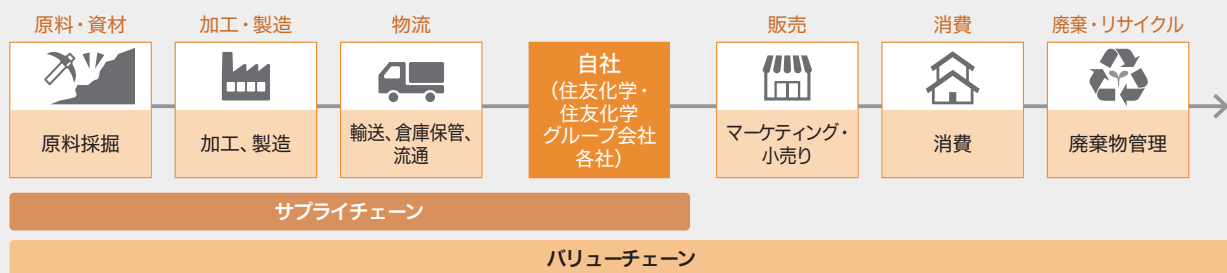 原料・資材
加工・製造
物流
販売
消費
廃棄・リサイクル
原料採掘
加工、製造
輸送、倉庫保管、
流通
自社
（住友化学・
住友化学
グループ会社
各社）
マーケティング・
小売り
消費
廃棄物管理
サプライチェーン
バリューチェーン